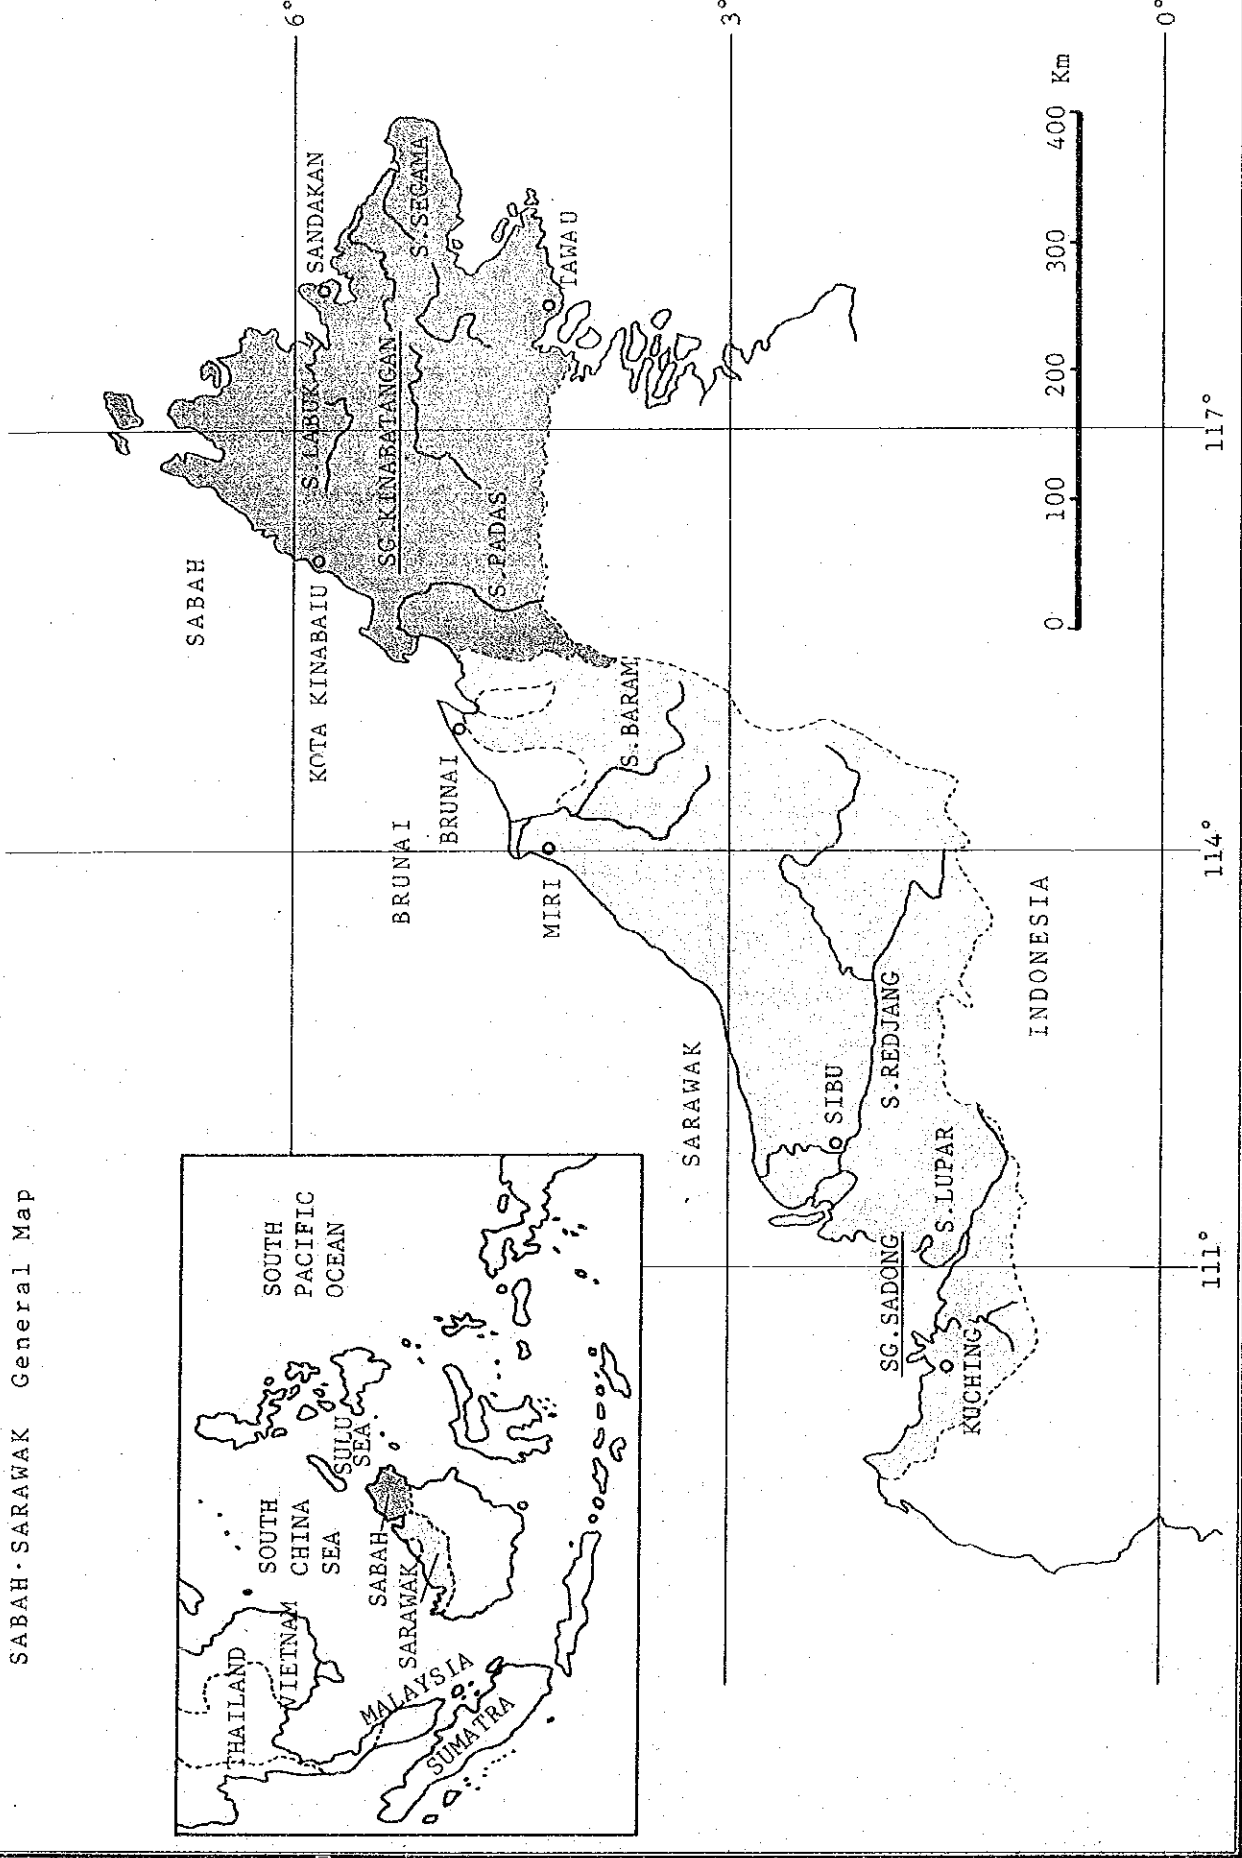 SABAH·SARAWAK General Map
THAILAND
VIETNAM
MALAYSIA
SUMATRA
SOUTH
CHINA
SEA
SABAH
SARAWAK
SULU
SEA
SOUTH
PACIFIC
OCEAN
SABAH
KOTA KINABAIU
BRUNAI
BRUNAI
MIRI
SARAWAK
SIBU
SG.SADONG
KUCHING
S.LUPAR
S.REDJANG
INDONESIA
S.BARAM
S.PADAS
SG.KINABATANGAN
S.LABUK
SANDAKAN
S.SEGAMA
TAWAU
6°
3°
0°
111°
114°
117°
0 100 200 300 400 Km